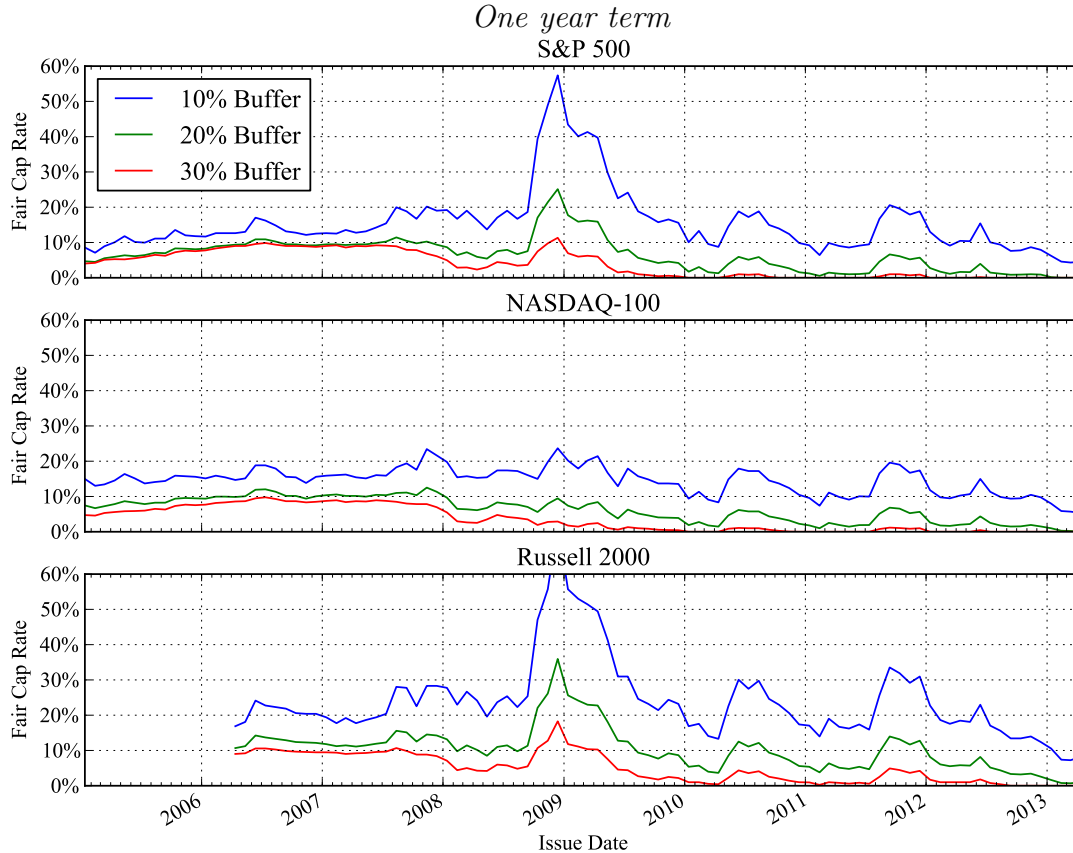 One year term
S&P 500
60%
50%
40%
30%
20%
10%
0%
Fair Cap Rate
10% Buffer
20% Buffer
30% Buffer
NASDAQ-100
60%
50%
40%
30%
20%
10%
0%
Fair Cap Rate
Russell 2000
60%
50%
40%
30%
20%
10%
0%
Fair Cap Rate
2006
2007
2008
2009
2010
2011
2012
2013
Issue Date